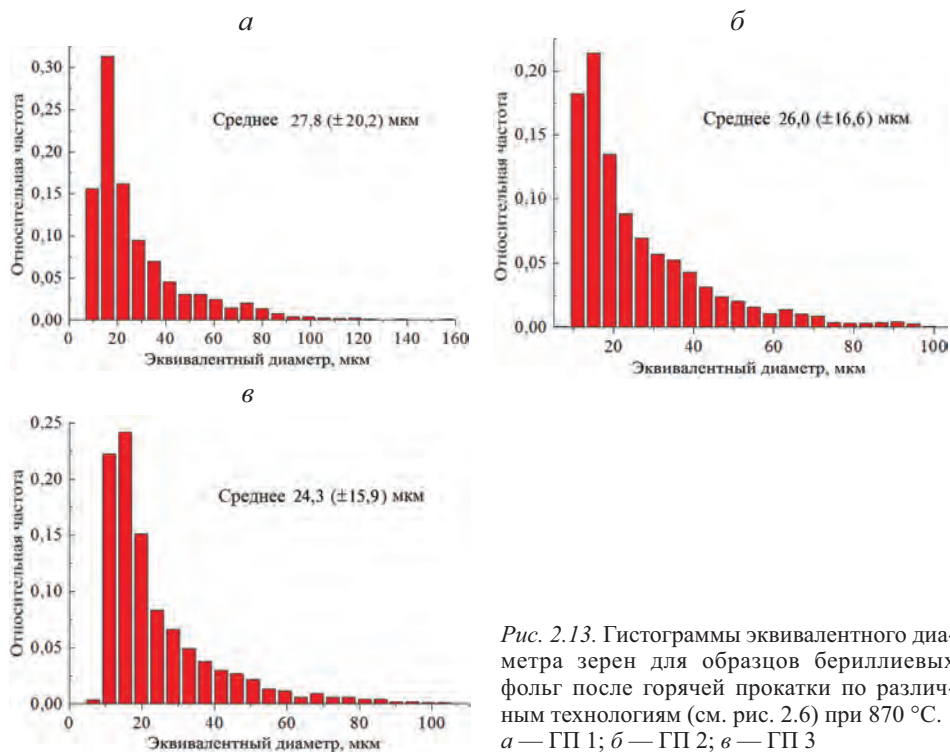 а
0,30
0,25
0,20
0,15
0,10
0,05
0,00
Относительная частота
Среднее 27,8 (±20,2) мкм
0 20 40 60 80 100 120 140 160
Эквивалентный диаметр, мкм
б
0,20
0,15
0,10
0,05
0,00
Относительная частота
Среднее 26,0 (±16,6) мкм
20 40 60 80 100
Эквивалентный диаметр, мкм
в
0,25
0,20
0,15
0,10
0,05
0,00
Относительная частота
Среднее 24,3 (±15,9) мкм
0 20 40 60 80 100
Эквивалентный диаметр, мкм
Рис. 2.13. Гистограммы эквивалентного диа-
метра зерен для образцов бериллиевых
фольг после горячей прокатки по различ-
ным технологиям (см. рис. 2.6) при 870 °C.
а — ГП 1; б — ГП 2; в — ГП 3